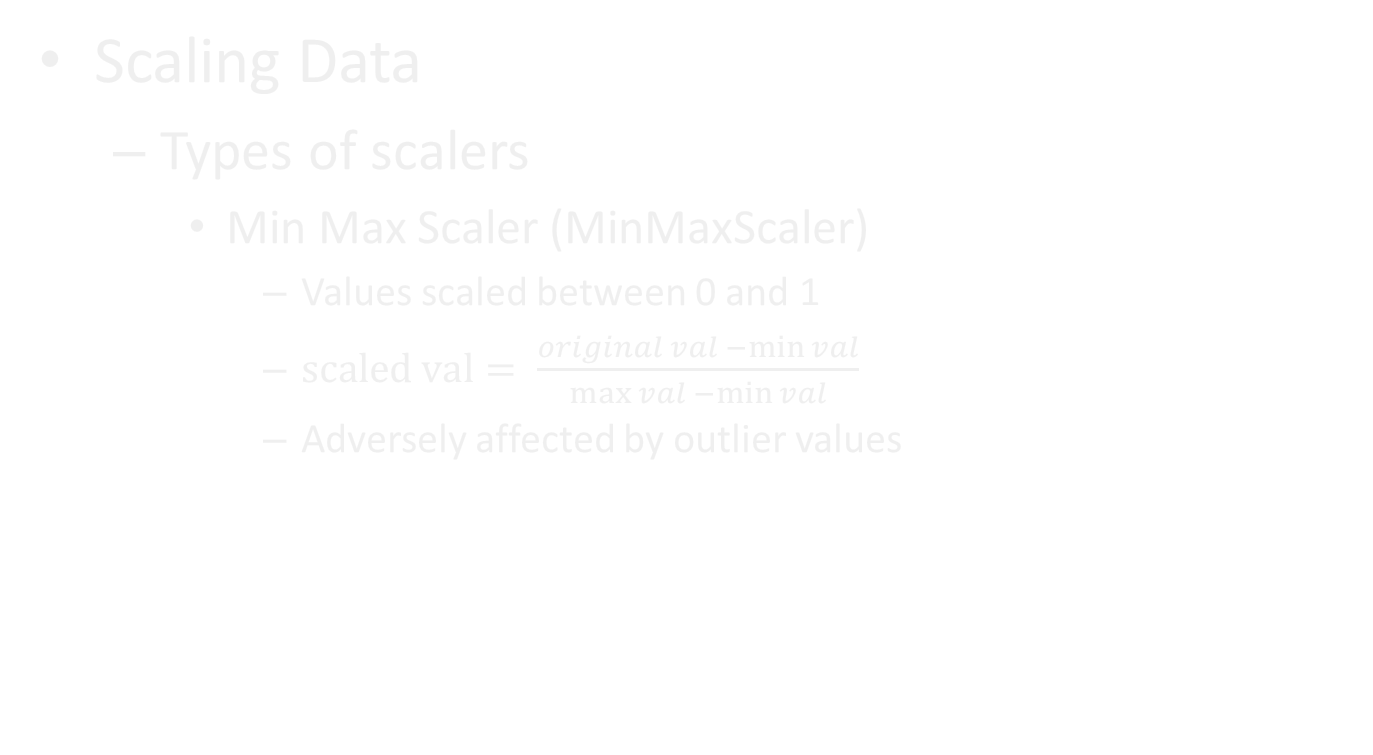 • Scaling Data
– Types of scalers
• Min Max Scaler (MinMaxScaler)
– Values scaled between 0 and 1
– scaled val = (original val − min val) / (max val − min val)
– Adversely affected by outlier values